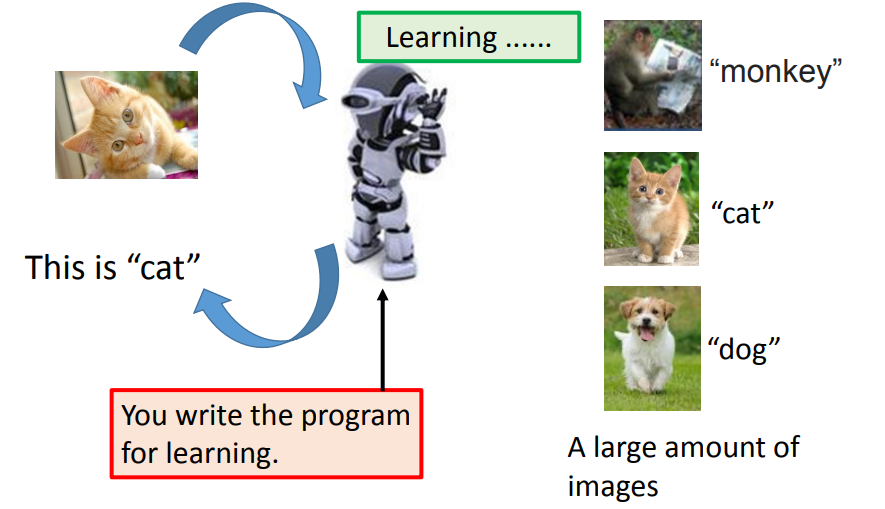 Learning ......
“monkey”
“cat”
This is “cat”
“dog”
You write the program
for learning.
A large amount of
images